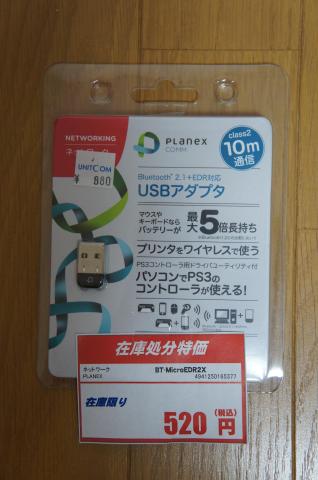 NETWORKING
ネットワーク
UNITCOM
¥ 880
PLANEX
COMM
class2
10m
通信
Bluetooth® 2.1+EDR対応
USBアダプタ
マウスや
キーボードなら
バッテリーが
最大5倍長持ち
プリンタをワイヤレスで使う
PS3コントローラ用ドライバユーティリティ付
パソコンでPS3の
コントローラが使える!
在庫処分特価
ネットワーク BT-MicroEDR2X
PLANEX
在庫限り
520円
(税込)